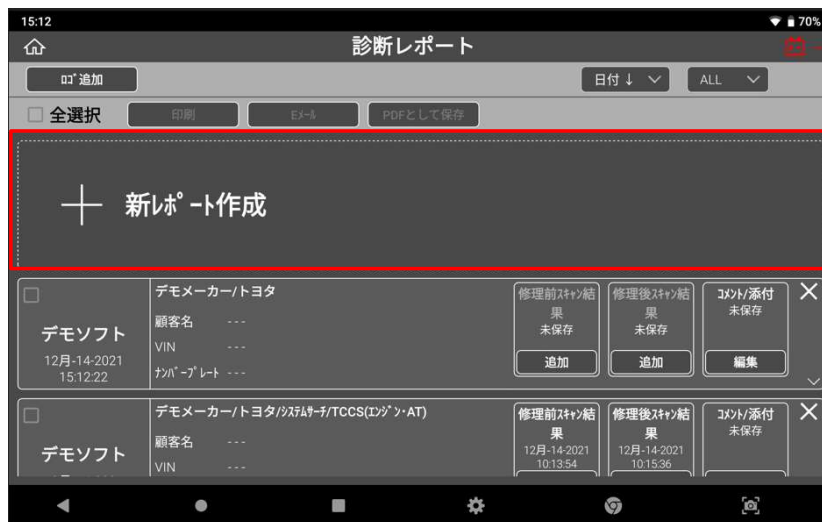 15:12
70%
診断レポート
ﾛｺﾞ追加
日付↓
ALL
全選択
印刷
Eﾒｰﾙ
PDFとして保存
新ﾚﾎﾟｰﾄ作成
デモソフト
12月-14-2021
15:12:22
デモメーカー/トヨタ
顧客名 ---
VIN ---
ﾅﾝﾊﾞｰﾌﾟﾚｰﾄ ---
修理前ｽｷｬﾝ結
果
未保存
追加
修理後ｽｷｬﾝ結
果
未保存
追加
ｺﾒﾝﾄ/添付
未保存
編集
デモソフト
デモメーカー/トヨタ/ｼｽﾃﾑｻｰﾁ/TCCS(ｴﾝｼﾞﾝ･AT)
顧客名 ---
VIN ---
修理前ｽｷｬﾝ結
果
12月-14-2021
10:13:54
修理後ｽｷｬﾝ結
果
12月-14-2021
10:15:36
ｺﾒﾝﾄ/添付
未保存